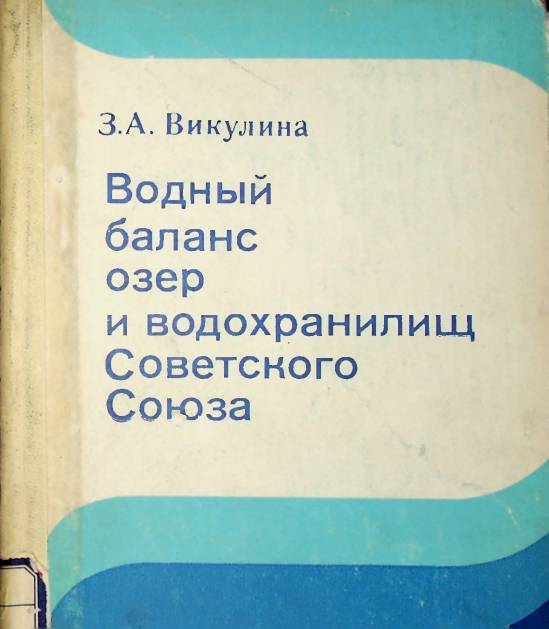 З.А. Викулина
Водный
баланс
озер
и водохранилищ
Советского
Союза